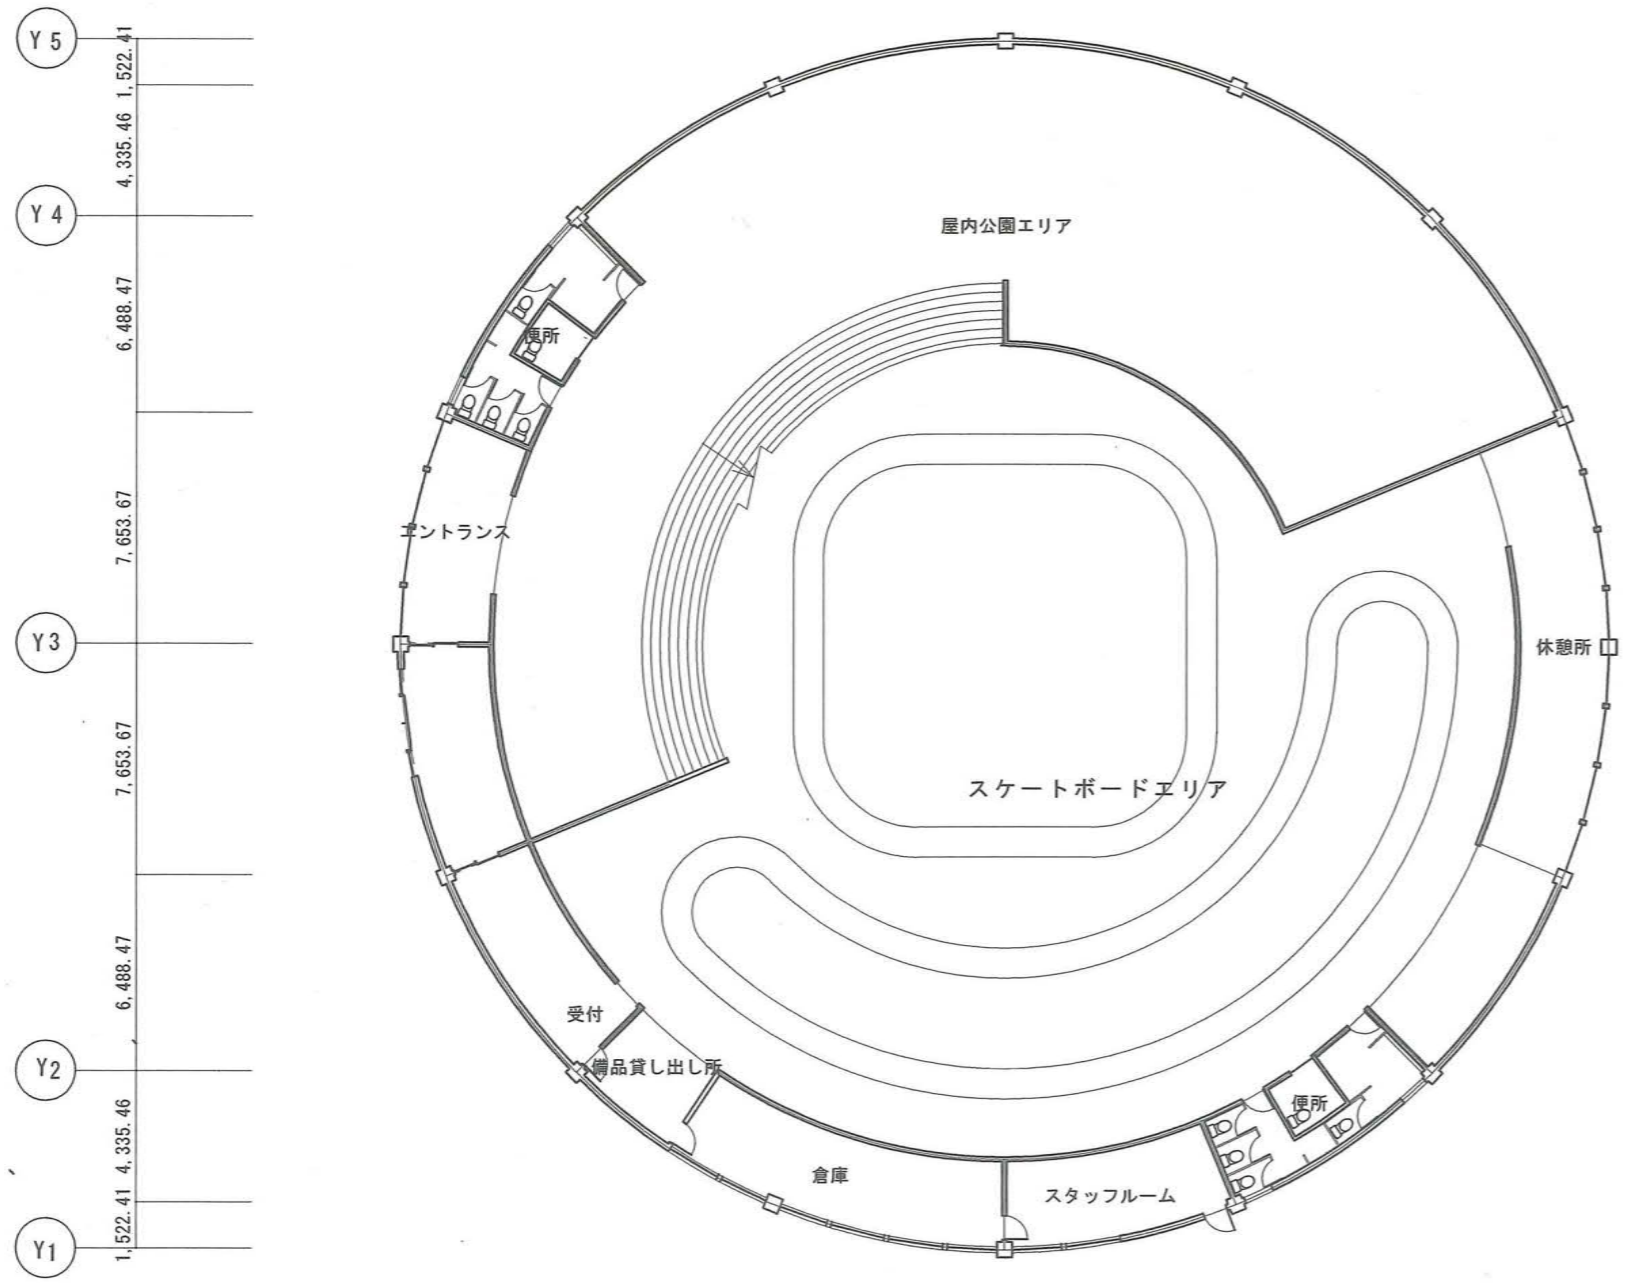 Y5
1,522.41
4,335.46
Y4
6,488.47
7,653.67
Y3
7,653.67
6,488.47
Y2
4,335.46
1,522.41
Y1
屋内公園エリア
便所
エントランス
休憩所
スケートボードエリア
受付
備品貸し出し所
便所
倉庫
スタッフルーム